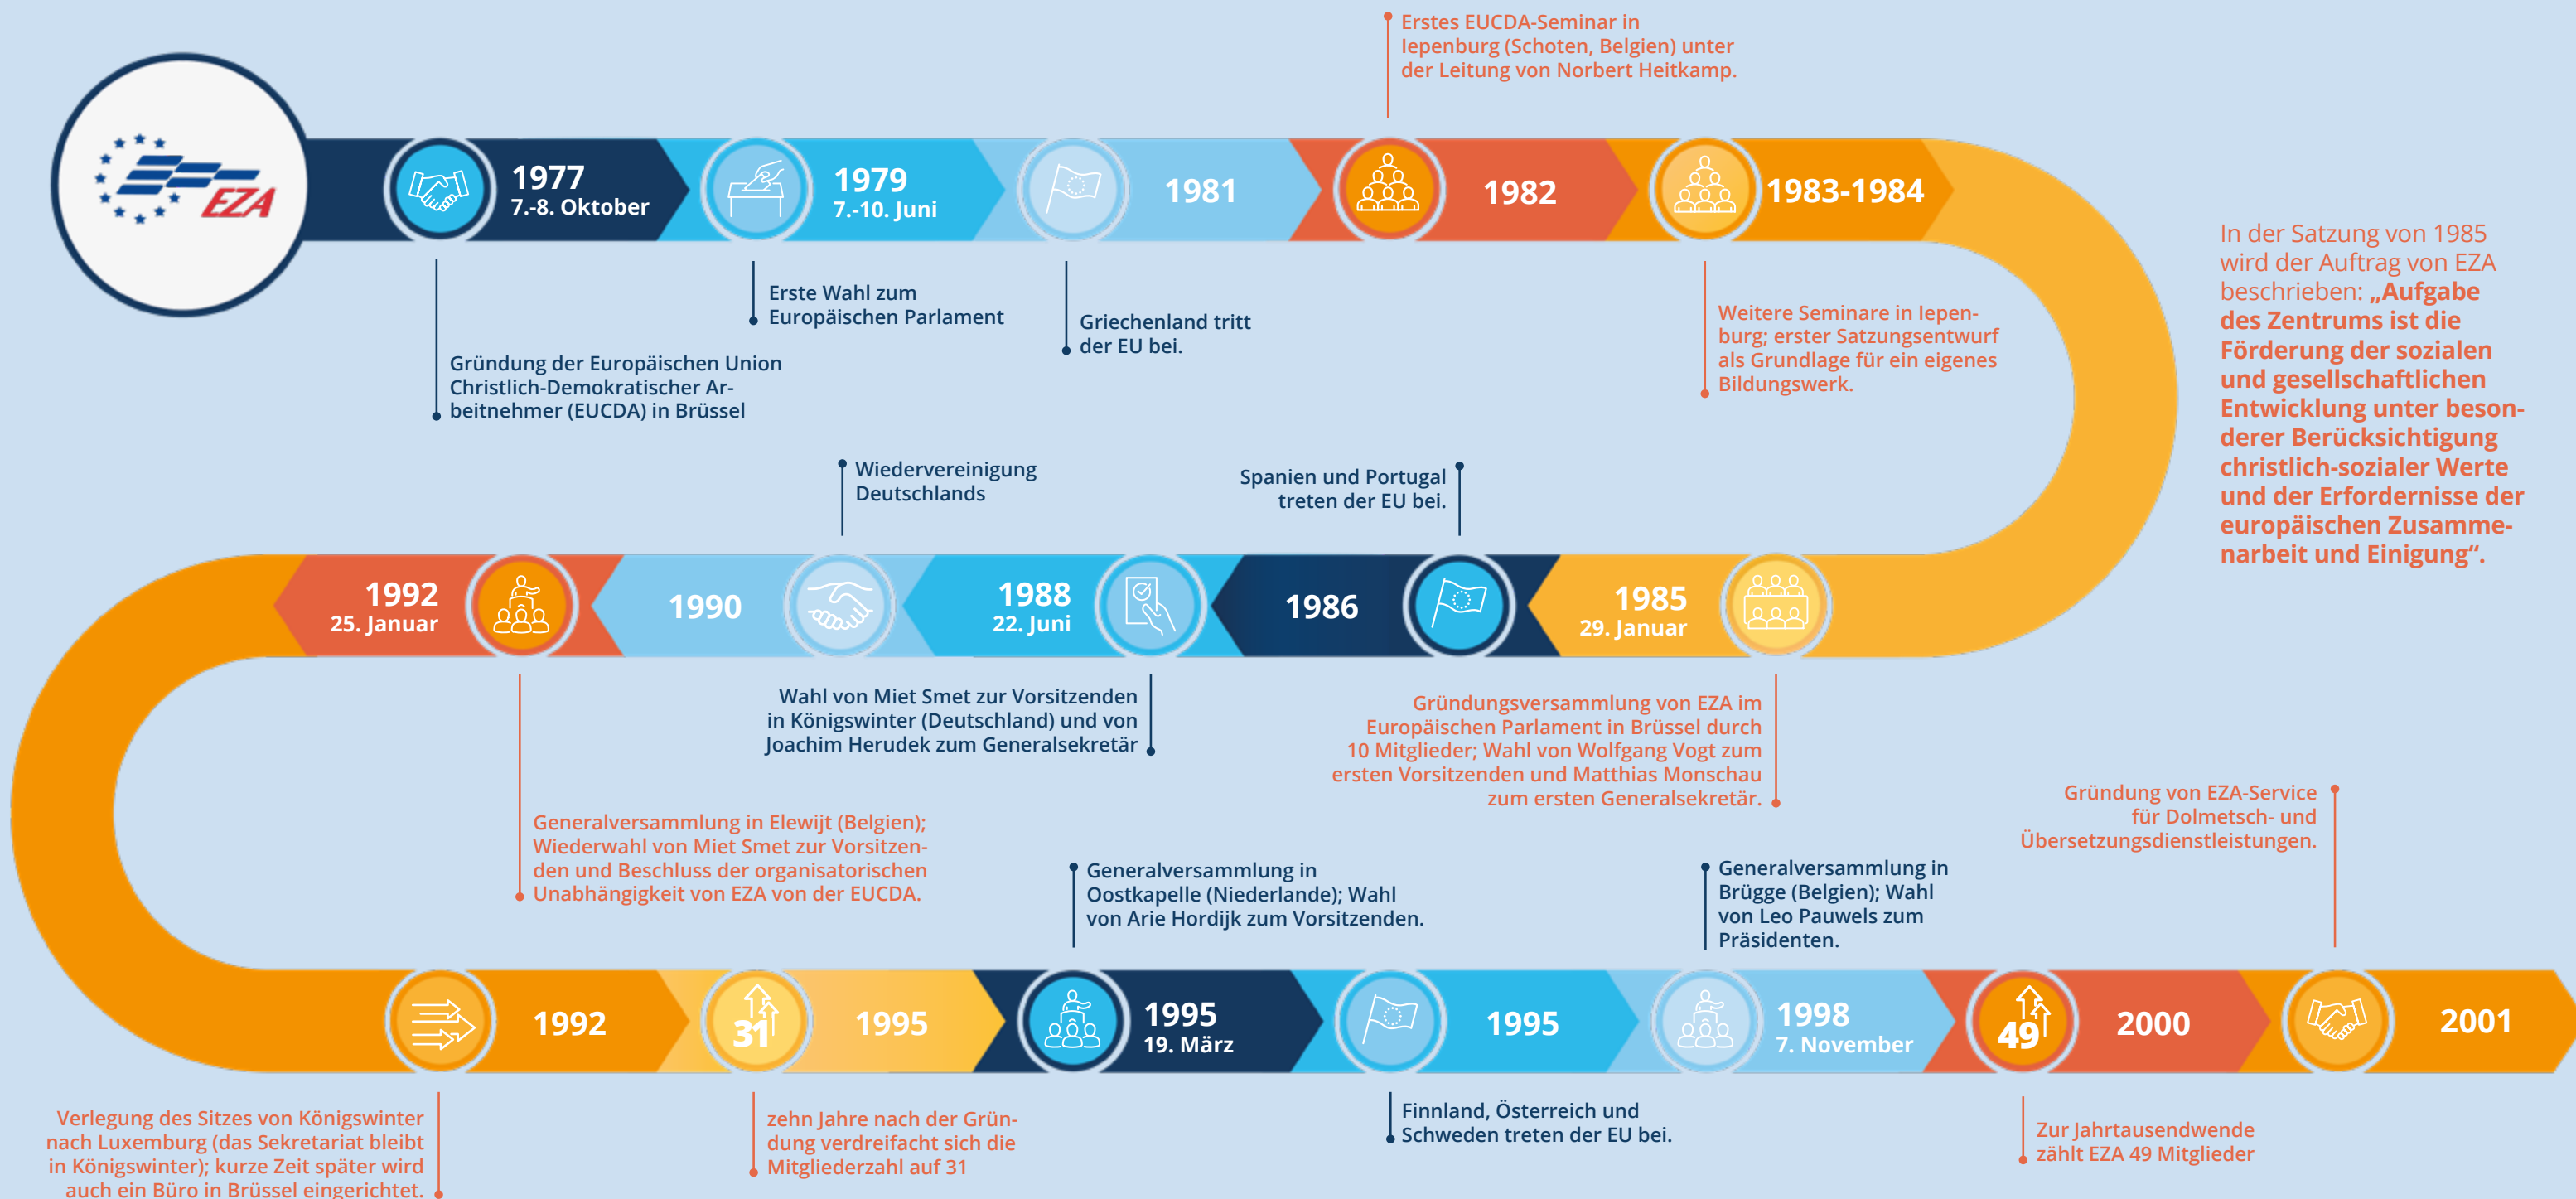 EZA
1977
7.-8. Oktober
Gründung der Europäischen Union
Christlich-Demokratischer Ar-
beitnehmer (EUCDA) in Brüssel
1979
7.-10. Juni
Erste Wahl zum
Europäischen Parlament
1981
Griechenland tritt
der EU bei.
Erstes EUCDA-Seminar in
Iepenburg (Schoten, Belgien) unter
der Leitung von Norbert Heitkamp.
1982
1983-1984
Weitere Seminare in Iepen-
burg; erster Satzungsentwurf
als Grundlage für ein eigenes
Bildungswerk.
In der Satzung von 1985
wird der Auftrag von EZA
beschrieben: „Aufgabe
des Zentrums ist die
Förderung der sozialen
und gesellschaftlichen
Entwicklung unter beson-
derer Berücksichtigung
christlich-sozialer Werte
und der Erfordernisse der
europäischen Zusamme-
narbeit und Einigung“.
1985
29. Januar
Gründungsversammlung von EZA im
Europäischen Parlament in Brüssel durch
10 Mitglieder; Wahl von Wolfgang Vogt zum
ersten Vorsitzenden und Matthias Monschau
zum ersten Generalsekretär.
Spanien und Portugal
treten der EU bei.
1986
1988
22. Juni
Wahl von Miet Smet zur Vorsitzenden
in Königswinter (Deutschland) und von
Joachim Herudek zum Generalsekretär
Wiedervereinigung
Deutschlands
1990
1992
25. Januar
Generalversammlung in Elewijt (Belgien);
Wiederwahl von Miet Smet zur Vorsitzen-
den und Beschluss der organisatorischen
Unabhängigkeit von EZA von der EUCDA.
1992
Verlegung des Sitzes von Königswinter
nach Luxemburg (das Sekretariat bleibt
in Königswinter); kurze Zeit später wird
auch ein Büro in Brüssel eingerichtet.
31
1995
zehn Jahre nach der Grün-
dung verdreifacht sich die
Mitgliederzahl auf 31
Generalversammlung in
Oostkapelle (Niederlande); Wahl
von Arie Hordijk zum Vorsitzenden.
1995
19. März
1995
Finnland, Österreich und
Schweden treten der EU bei.
Generalversammlung in
Brügge (Belgien); Wahl
von Leo Pauwels zum
Präsidenten.
1998
7. November
49
2000
Zur Jahrtausendwende
zählt EZA 49 Mitglieder
Gründung von EZA-Service
für Dolmetsch- und
Übersetzungsdienstleistungen.
2001